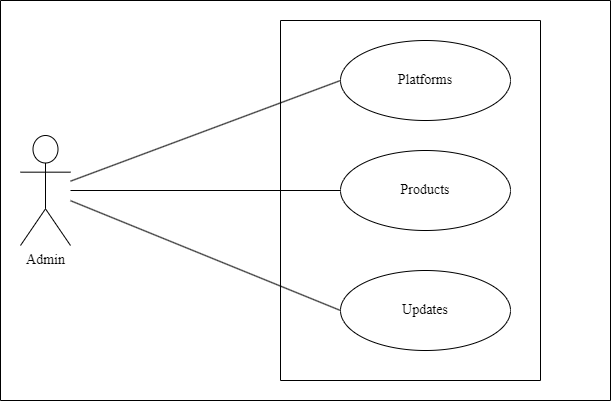 Platforms
Products
Admin
Updates